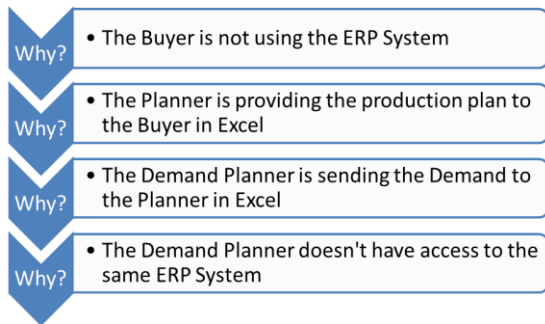 Why?
• The Buyer is not using the ERP System
Why?
• The Planner is providing the production plan to
the Buyer in Excel
Why?
• The Demand Planner is sending the Demand to
the Planner in Excel
Why?
• The Demand Planner doesn't have access to the
same ERP System